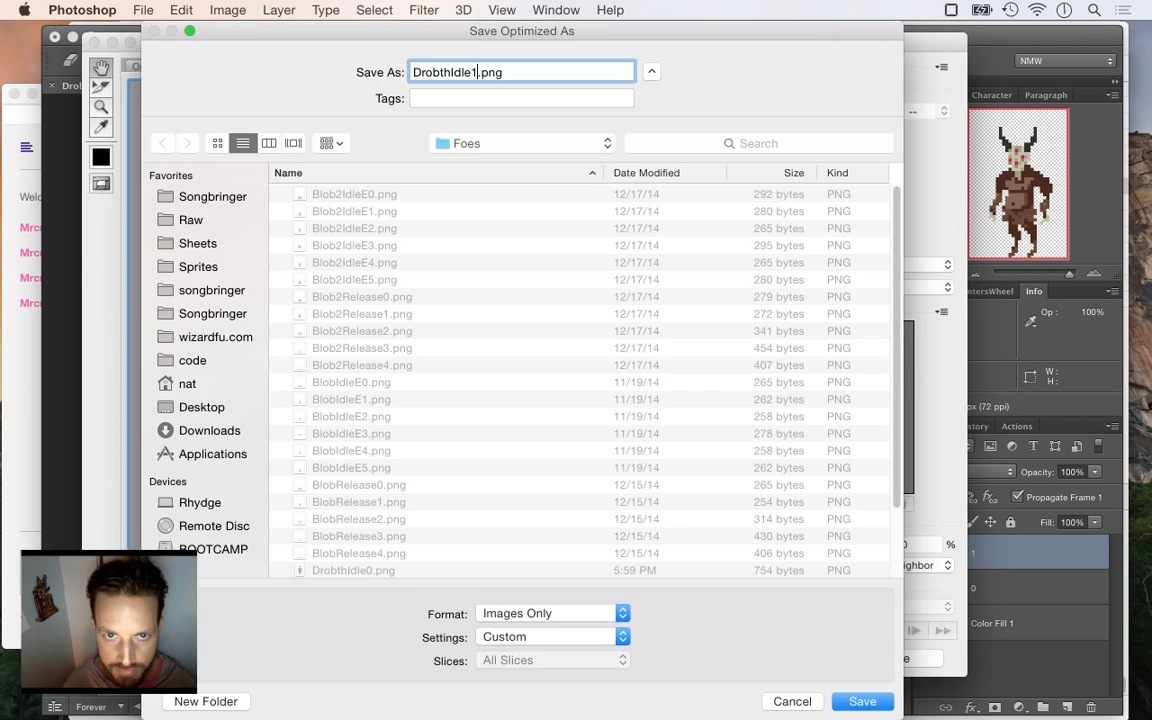 Photoshop File Edit Image Layer Type Select Filter 3D View Window Help
Save Optimized As
Save As: DrobthIdle1.png
Tags:
NMW
Character Paragraph
Foes
Search
Favorites
Songbringer
Raw
Sheets
Sprites
songbringer
Songbringer
wizardfu.com
code
nat
Desktop
Downloads
Applications
Devices
Rhydge
Remote Disc
BOOTCAMP
Name Date Modified Size Kind
Blob2IdleE0.png 12/17/14 292 bytes PNG
Blob2IdleE1.png 12/17/14 280 bytes PNG
Blob2IdleE2.png 12/17/14 265 bytes PNG
Blob2IdleE3.png 12/17/14 295 bytes PNG
Blob2IdleE4.png 12/17/14 265 bytes PNG
Blob2IdleE5.png 12/17/14 280 bytes PNG
Blob2Release0.png 12/17/14 279 bytes PNG
Blob2Release1.png 12/17/14 272 bytes PNG
Blob2Release2.png 12/17/14 341 bytes PNG
Blob2Release3.png 12/17/14 454 bytes PNG
Blob2Release4.png 12/17/14 407 bytes PNG
BlobIdleE0.png 11/19/14 265 bytes PNG
BlobIdleE1.png 11/19/14 262 bytes PNG
BlobIdleE2.png 11/19/14 258 bytes PNG
BlobIdleE3.png 11/19/14 278 bytes PNG
BlobIdleE4.png 11/19/14 258 bytes PNG
BlobIdleE5.png 11/19/14 262 bytes PNG
BlobRelease0.png 12/15/14 265 bytes PNG
BlobRelease1.png 12/15/14 254 bytes PNG
BlobRelease2.png 12/15/14 314 bytes PNG
BlobRelease3.png 12/15/14 430 bytes PNG
BlobRelease4.png 12/15/14 406 bytes PNG
DrobthIdle0.png 5:59 PM 754 bytes PNG
Format: Images Only
Settings: Custom
Slices: All Slices
New Folder Cancel Save
Info
Op: 100%
W:
H:
(72 ppi)
Actions
Opacity: 100%
Propagate Frame 1
Fill: 100%
%
1
0
Color Fill 1
Forever